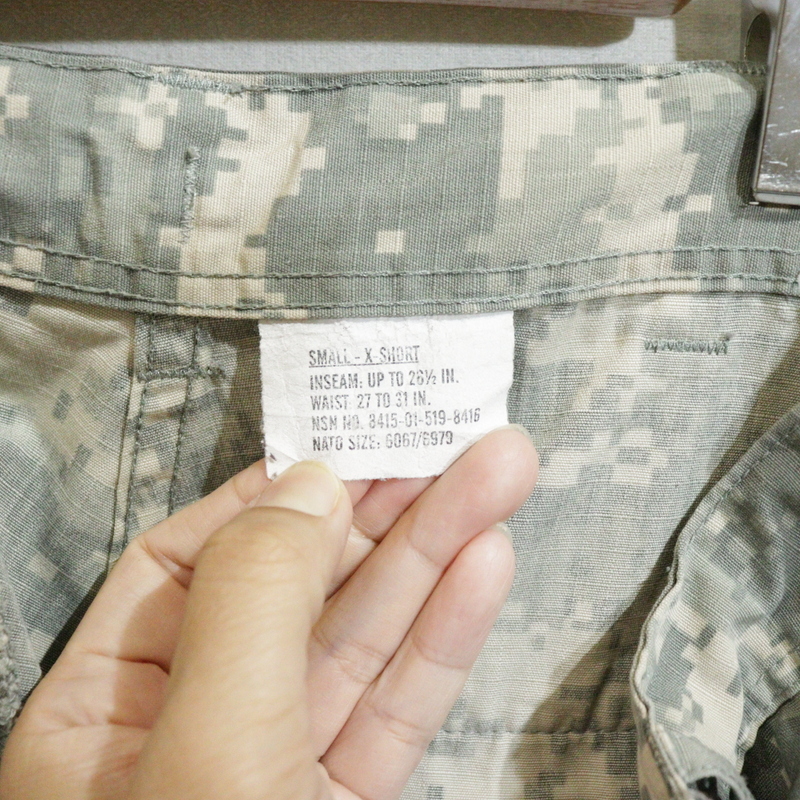 SMALL - X-SHORT
INSEAM: UP TO 26½ IN.
WAIST: 27 TO 31 IN.
NSN NO. 8415-01-519-8416
NATO SIZE: 6067/6979